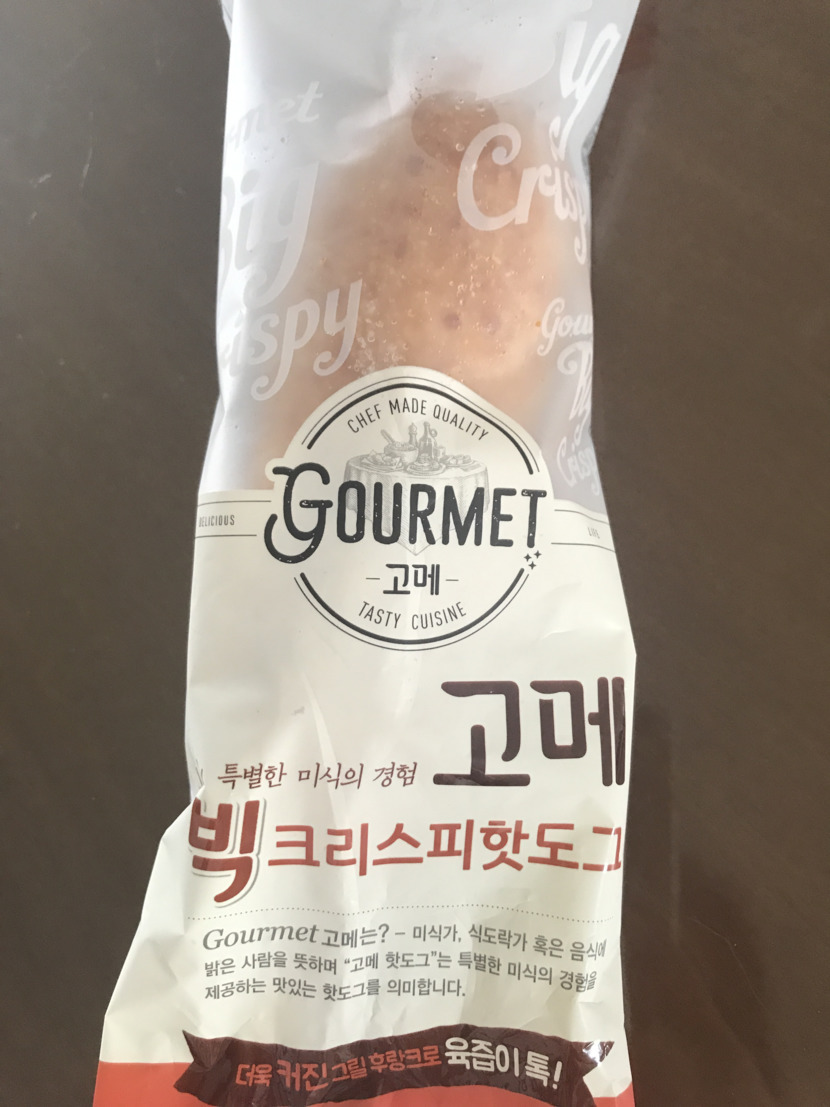 Big
Crispy
Crispy
Gourmet
CHEF MADE QUALITY
DELICIOUS
GOURMET
LIFE
고메
TASTY CUISINE
고메
특별한 미식의 경험
빅크리스피핫도그
Gourmet 고메는? - 미식가, 식도락가 혹은 음식에
밝은 사람을 뜻하며 "고메 핫도그"는 특별한 미식의 경험을
제공하는 맛있는 핫도그를 의미합니다.
더욱 커진 그릴 후랑크로 육즙이 톡!